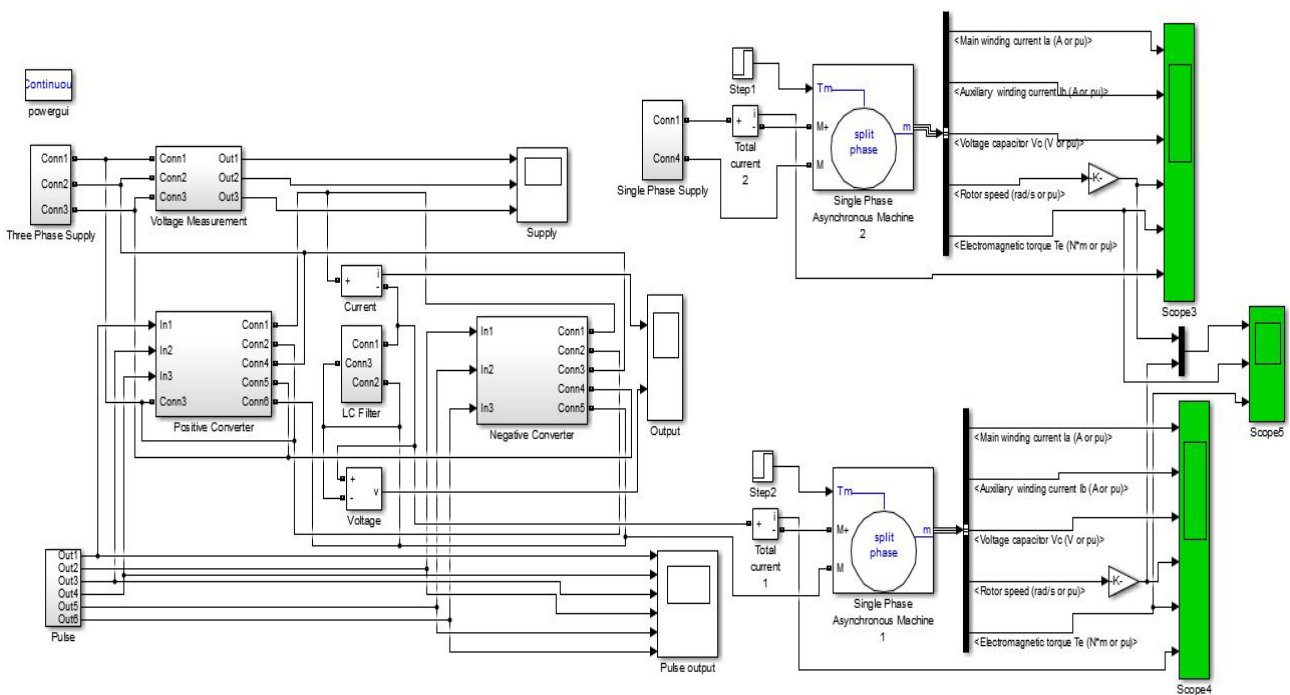 Continuou
powergui
Conn1
Conn2
Conn3
Three Phase Supply
Conn1
Conn2
Conn3
Out1
Out2
Out3
Voltage Measurement
Supply
+
i
-
Current
In1
In2
In3
Conn3
Conn1
Conn2
Conn4
Conn5
Conn6
Positive Converter
Conn1
Conn3
Conn2
LC Filter
In1
In2
In3
Conn1
Conn2
Conn3
Conn4
Conn5
Negative Converter
Output
+
-
v
Voltage
Out1
Out2
Out3
Out4
Out5
Out6
Pulse
Pulse output
Step1
Conn1
Conn4
Single Phase Supply
+
i
-
Total
current
2
Tm
M+
M
m
split
phase
Single Phase
Asynchronous Machine
2
<Main winding current Ia (A or pu)>
<Auxiliary winding current Ib (A or pu)>
<Voltage capacitor Vc (V or pu)>
<Rotor speed (rad/s or pu)>
<Electromagnetic torque Te (N*m or pu)>
-K-
Scope3
Scope5
Step2
+
i
-
Total
current
1
Tm
M+
M
m
split
phase
Single Phase
Asynchronous Machine
1
<Main winding current Ia (A or pu)>
<Auxiliary winding current Ib (A or pu)>
<Voltage capacitor Vc (V or pu)>
<Rotor speed (rad/s or pu)>
<Electromagnetic torque Te (N*m or pu)>
-K-
Scope4